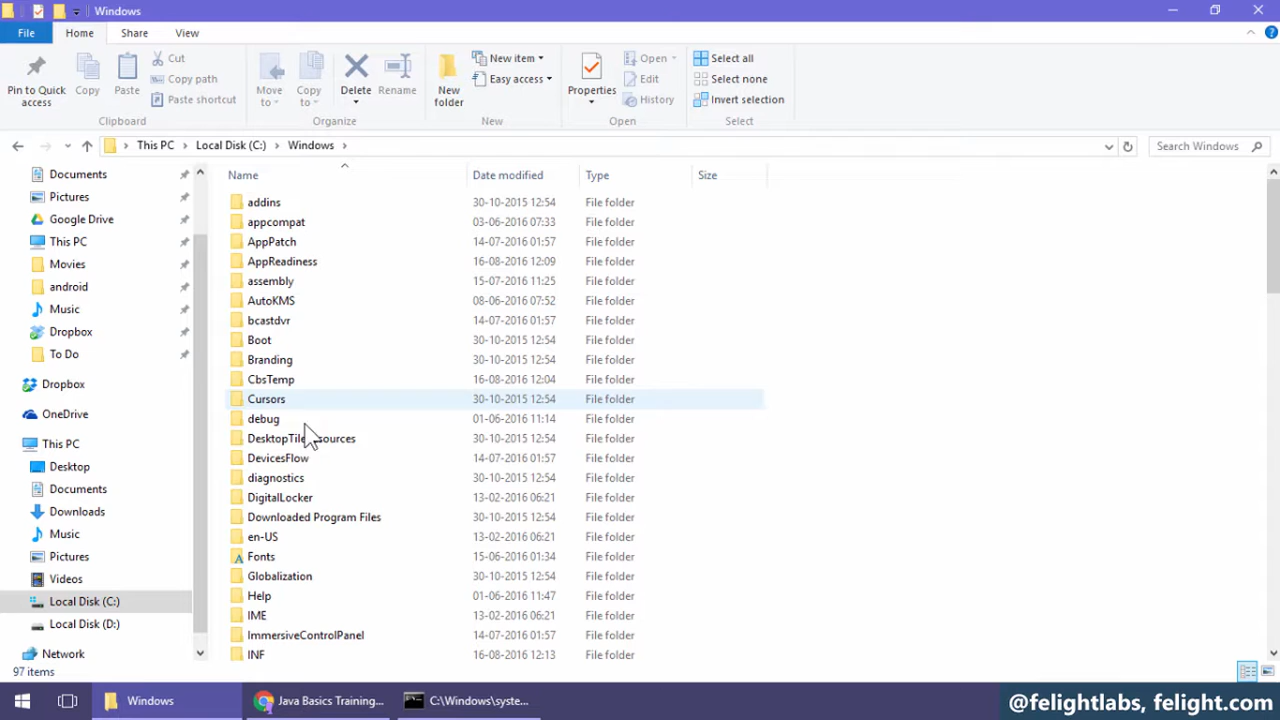 Windows
File Home Share View
Pin to Quick access
Copy
Paste
Cut
Copy path
Paste shortcut
Clipboard
Move to
Copy to
Delete
Rename
Organize
New folder
New item
Easy access
New
Properties
Open
Edit
History
Open
Select all
Select none
Invert selection
Select
This PC > Local Disk (C:) > Windows >
Search Windows
Documents
Pictures
Google Drive
This PC
Movies
android
Music
Dropbox
To Do
Dropbox
OneDrive
This PC
Desktop
Documents
Downloads
Music
Pictures
Videos
Local Disk (C:)
Local Disk (D:)
Network
Name Date modified Type Size
addins 30-10-2015 12:54 File folder
appcompat 03-06-2016 07:33 File folder
AppPatch 14-07-2016 01:57 File folder
AppReadiness 16-08-2016 12:09 File folder
assembly 15-07-2016 11:25 File folder
AutoKMS 08-06-2016 07:52 File folder
bcastdvr 14-07-2016 01:57 File folder
Boot 30-10-2015 12:54 File folder
Branding 30-10-2015 12:54 File folder
CbsTemp 16-08-2016 12:04 File folder
Cursors 30-10-2015 12:54 File folder
debug 01-06-2016 11:14 File folder
30-10-2015 12:54 File folder
DevicesFlow 14-07-2016 01:57 File folder
diagnostics 30-10-2015 12:54 File folder
DigitalLocker 13-02-2016 06:21 File folder
Downloaded Program Files 30-10-2015 12:54 File folder
en-US 13-02-2016 06:21 File folder
Fonts 15-06-2016 01:34 File folder
Globalization 30-10-2015 12:54 File folder
Help 01-06-2016 11:47 File folder
IME 13-02-2016 06:21 File folder
ImmersiveControlPanel 14-07-2016 01:57 File folder
INF 16-08-2016 12:13 File folder
97 items
Windows
Java Basics Training...
C:\Windows\syste...
@felightlabs, felight.com